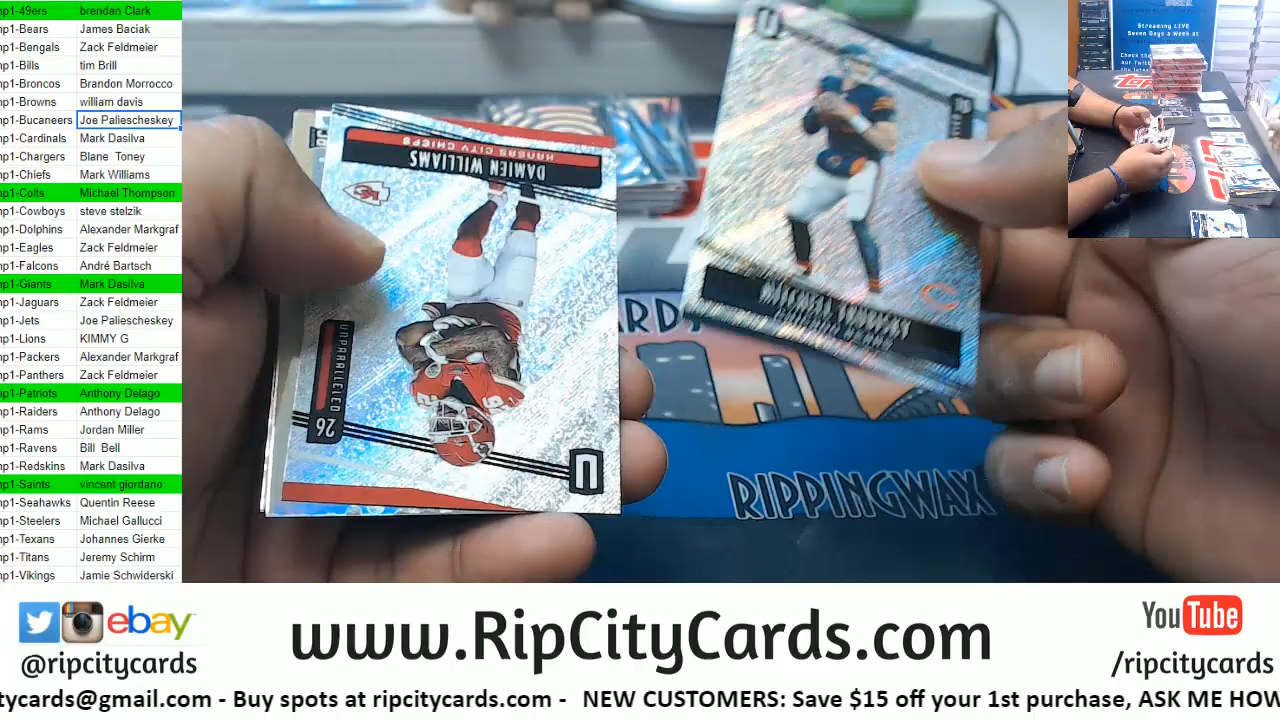 np1-49ers brendan Clark
np1-Bears James Baciak
np1-Bengals Zack Feldmeier
np1-Bills tim Brill
np1-Broncos Brandon Morrocco
np1-Browns william davis
np1-Bucaneers Joe Paliescheskey
np1-Cardinals Mark Dasilva
np1-Chargers Blane Toney
np1-Chiefs Mark Williams
np1-Colts Michael Thompson
np1-Cowboys steve stelzik
np1-Dolphins Alexander Markgraf
np1-Eagles Zack Feldmeier
np1-Falcons André Bartsch
np1-Giants Mark Dasilva
np1-Jaguars Zack Feldmeier
np1-Jets Joe Paliescheskey
np1-Lions KIMMY G
np1-Packers Alexander Markgraf
np1-Panthers Zack Feldmeier
np1-Patriots Anthony Delago
np1-Raiders Anthony Delago
np1-Rams Jordan Miller
np1-Ravens Bill Bell
np1-Redskins Mark Dasilva
np1-Saints vincent giordano
np1-Seahawks Quentin Reese
np1-Steelers Michael Gallucci
np1-Texans Johannes Gierke
np1-Titans Jeremy Schirm
np1-Vikings Jamie Schwiderski
KANSAS CITY CHIEFS
DAMIEN WILLIAMS
UNPARALLELED 26
U
U
RIPPINGWAX
Streaming LIVE
Seven Days a Week at
Topps
ebay
@ripcitycards
www.RipCityCards.com
YouTube
/ripcitycards
tycards@gmail.com - Buy spots at ripcitycards.com - NEW CUSTOMERS: Save $15 off your 1st purchase, ASK ME HOW